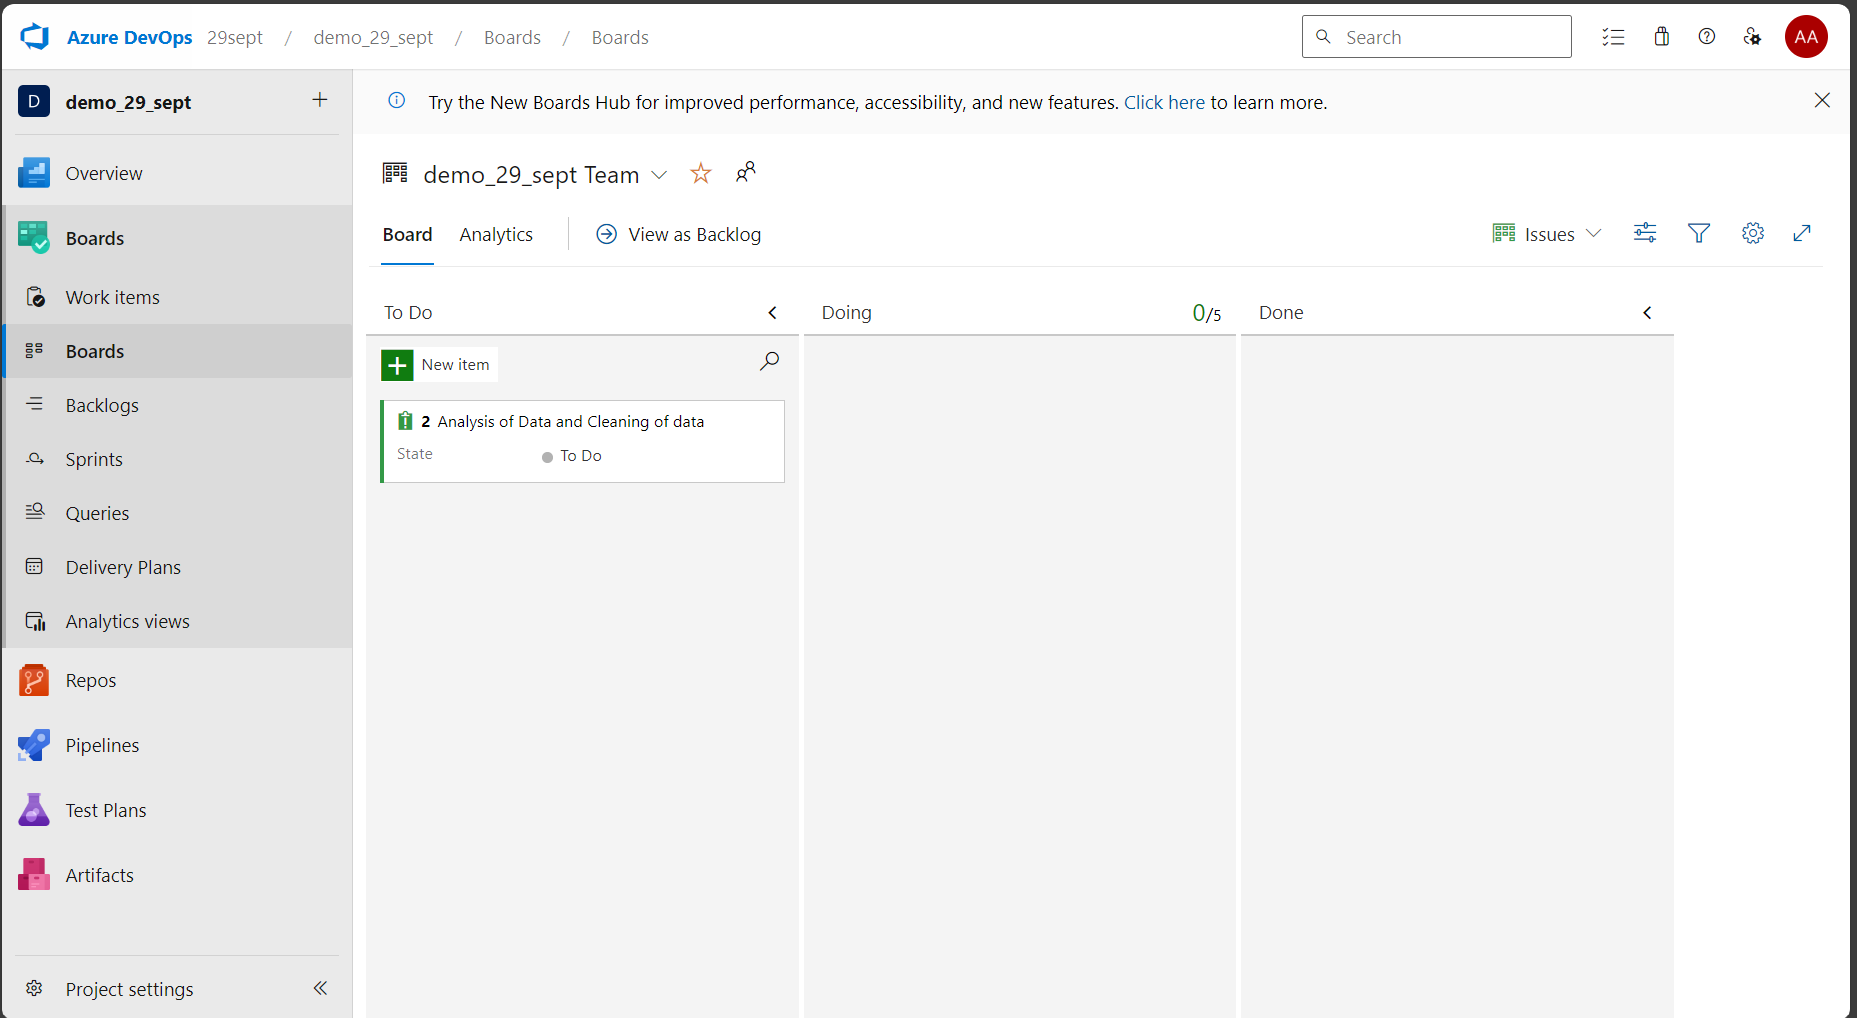 Azure DevOps 29sept / demo_29_sept / Boards / Boards
Search
AA
D demo_29_sept
Try the New Boards Hub for improved performance, accessibility, and new features. Click here to learn more.
Overview
Boards
Work items
Boards
Backlogs
Sprints
Queries
Delivery Plans
Analytics views
Repos
Pipelines
Test Plans
Artifacts
Project settings
demo_29_sept Team
Board Analytics View as Backlog
Issues
To Do
Doing 0/5
Done
New item
2 Analysis of Data and Cleaning of data
State To Do